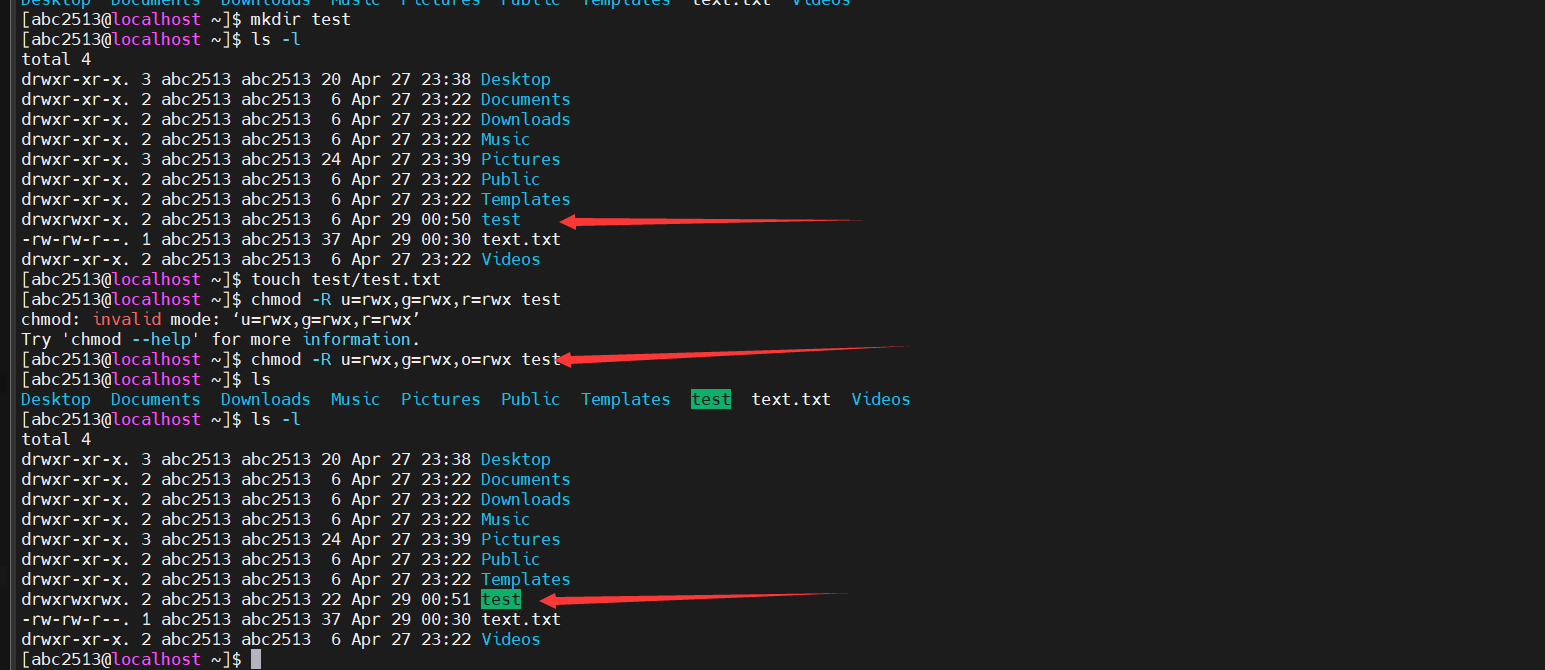 Desktop  Documents  Downloads  Music  Pictures  Public  Templates  text.txt  Videos
[abc2513@localhost ~]$ mkdir test
[abc2513@localhost ~]$ ls -l
total 4
drwxr-xr-x. 3 abc2513 abc2513 20 Apr 27 23:38 Desktop
drwxr-xr-x. 2 abc2513 abc2513  6 Apr 27 23:22 Documents
drwxr-xr-x. 2 abc2513 abc2513  6 Apr 27 23:22 Downloads
drwxr-xr-x. 2 abc2513 abc2513  6 Apr 27 23:22 Music
drwxr-xr-x. 3 abc2513 abc2513 24 Apr 27 23:39 Pictures
drwxr-xr-x. 2 abc2513 abc2513  6 Apr 27 23:22 Public
drwxr-xr-x. 2 abc2513 abc2513  6 Apr 27 23:22 Templates
drwxrwxr-x. 2 abc2513 abc2513  6 Apr 29 00:50 test
-rw-rw-r--. 1 abc2513 abc2513 37 Apr 29 00:30 text.txt
drwxr-xr-x. 2 abc2513 abc2513  6 Apr 27 23:22 Videos
[abc2513@localhost ~]$ touch test/test.txt
[abc2513@localhost ~]$ chmod -R u=rwx,g=rwx,r=rwx test
chmod: invalid mode: ‘u=rwx,g=rwx,r=rwx’
Try 'chmod --help' for more information.
[abc2513@localhost ~]$ chmod -R u=rwx,g=rwx,o=rwx test
[abc2513@localhost ~]$ ls
Desktop  Documents  Downloads  Music  Pictures  Public  Templates  test  text.txt  Videos
[abc2513@localhost ~]$ ls -l
total 4
drwxr-xr-x. 3 abc2513 abc2513 20 Apr 27 23:38 Desktop
drwxr-xr-x. 2 abc2513 abc2513  6 Apr 27 23:22 Documents
drwxr-xr-x. 2 abc2513 abc2513  6 Apr 27 23:22 Downloads
drwxr-xr-x. 2 abc2513 abc2513  6 Apr 27 23:22 Music
drwxr-xr-x. 3 abc2513 abc2513 24 Apr 27 23:39 Pictures
drwxr-xr-x. 2 abc2513 abc2513  6 Apr 27 23:22 Public
drwxr-xr-x. 2 abc2513 abc2513  6 Apr 27 23:22 Templates
drwxrwxrwx. 2 abc2513 abc2513 22 Apr 29 00:51 test
-rw-rw-r--. 1 abc2513 abc2513 37 Apr 29 00:30 text.txt
drwxr-xr-x. 2 abc2513 abc2513  6 Apr 27 23:22 Videos
[abc2513@localhost ~]$